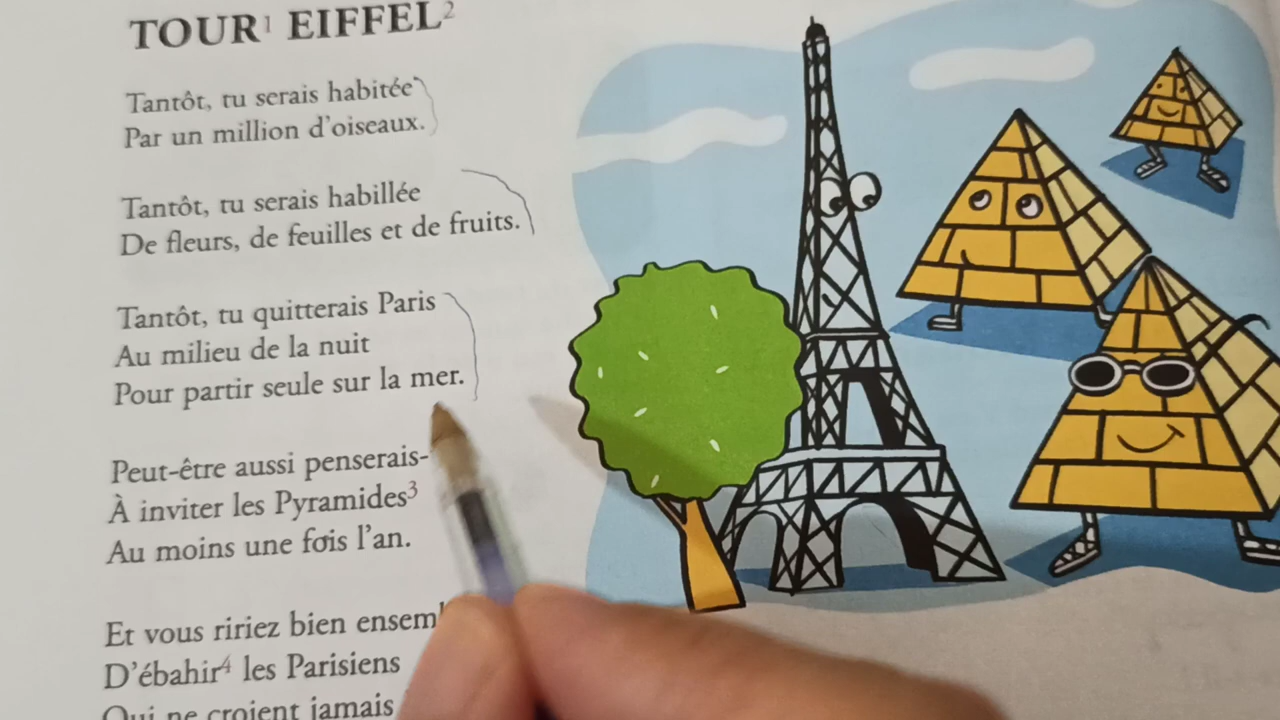 TOUR¹ EIFFEL²
Tantôt, tu serais habitée
Par un million d'oiseaux.
Tantôt, tu serais habillée
De fleurs, de feuilles et de fruits.
Tantôt, tu quitterais Paris
Au milieu de la nuit
Pour partir seule sur la mer.
Peut-être aussi penserais-
À inviter les Pyramides³
Au moins une fois l'an.
Et vous ririez bien
D'ébahir⁴ les Parisiens
Qui ne croient jamais